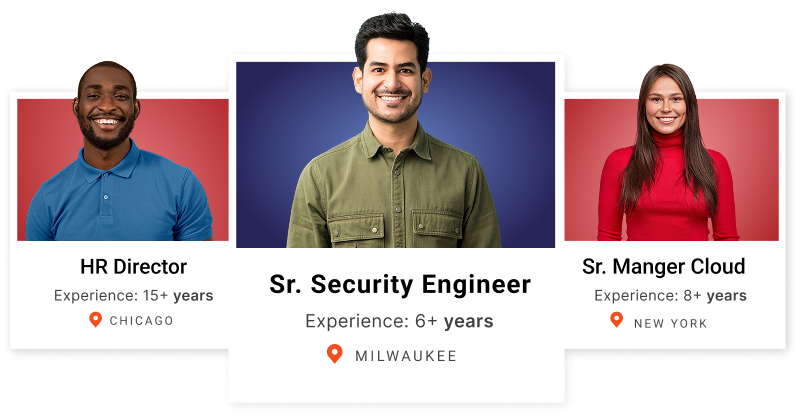 HR Director
Experience: 15+ years
CHICAGO
Sr. Security Engineer
Experience: 6+ years
MILWAUKEE
Sr. Manger Cloud
Experience: 8+ years
NEW YORK